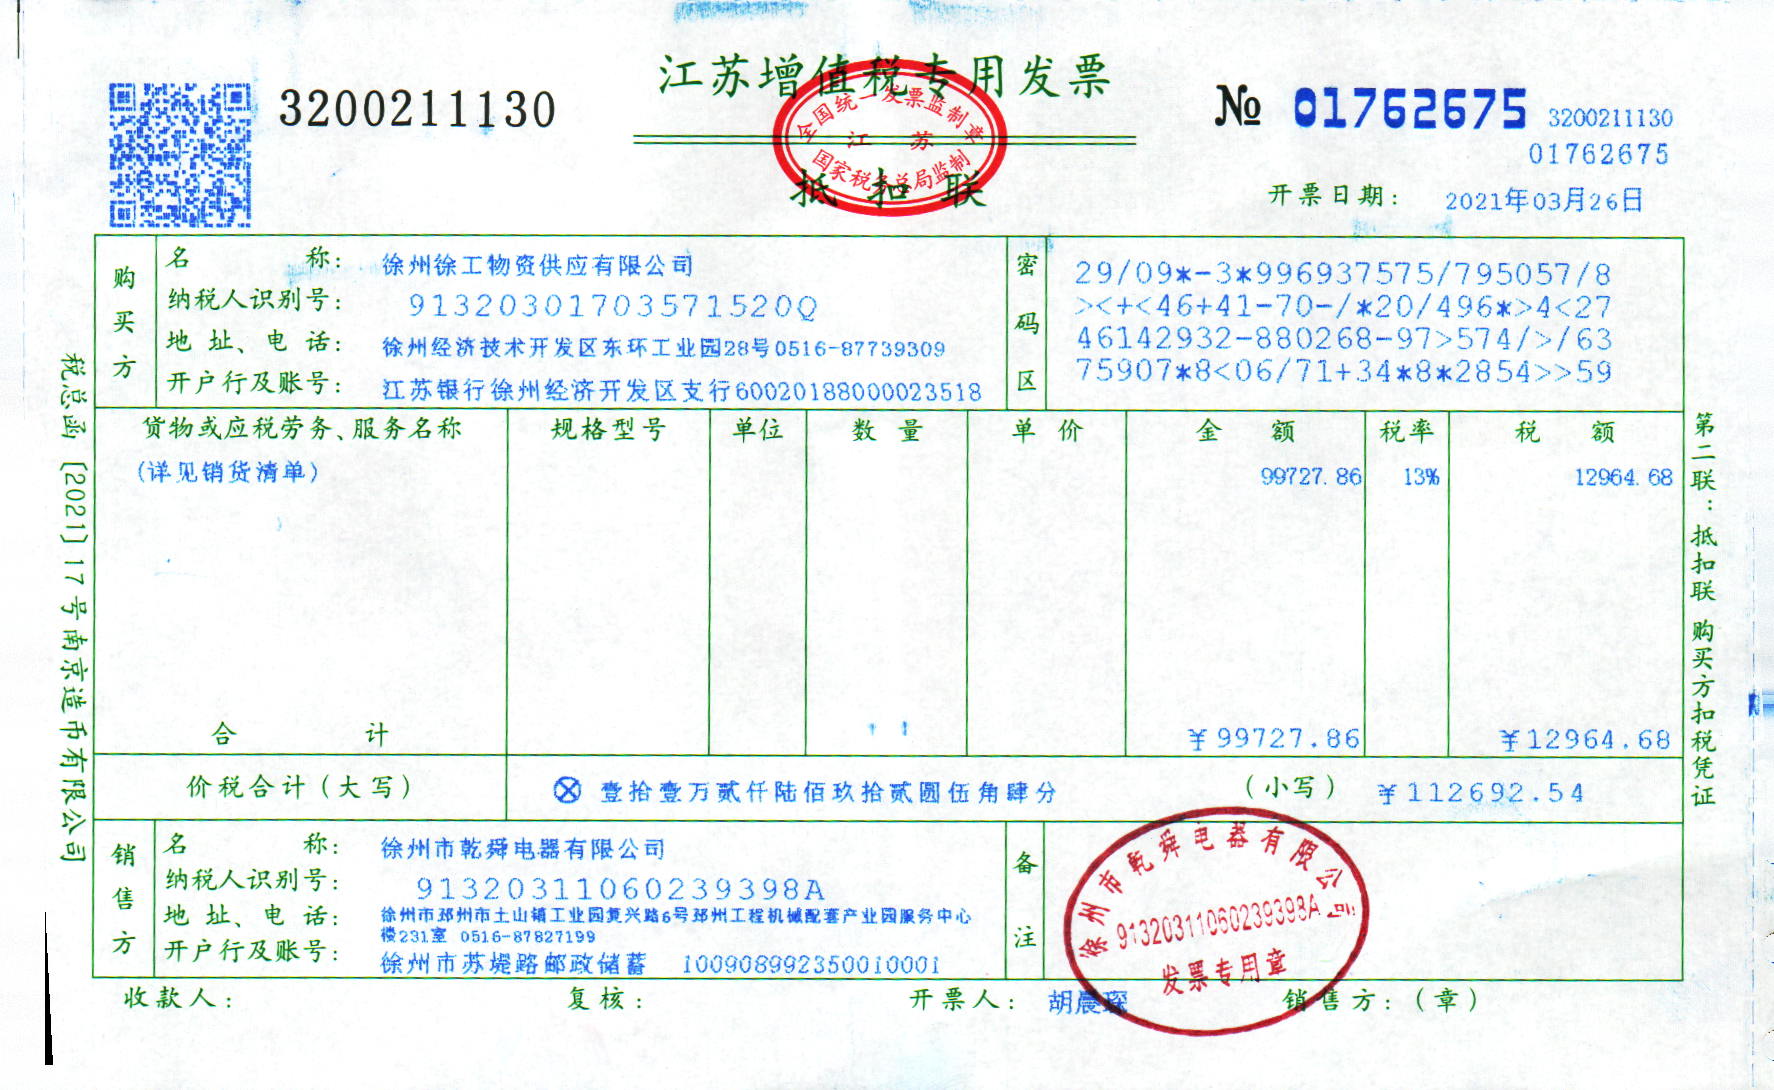 江苏增值税专用发票
3200211130
№ 01762675
3200211130
01762675
全国统一发票监制章
江 苏
国家税务总局监制
抵 扣 联
开票日期: 2021年03月26日
税总函〔2021〕17号南京造币有限公司
购买方
名 称: 徐州徐工物资供应有限公司
纳税人识别号: 91320301703571520Q
地 址、电 话: 徐州经济技术开发区东环工业园28号0516-87739309
开户行及账号: 江苏银行徐州经济开发区支行60020188000023518
密码区
29/09*-3*996937575/795057/8
><+<46+41-70-/*20/496*>4<27
46142932-880268-97>574/>/63
75907*8<06/71+34*8*2854>>59
货物或应税劳务、服务名称 规格型号 单位 数 量 单 价 金 额 税率 税 额
(详见销货清单) 99727.86 13% 12964.68
合 计 ¥99727.86 ¥12964.68
价税合计(大写) ⊗ 壹拾壹万贰仟陆佰玖拾贰圆伍角肆分 (小写) ¥112692.54
销售方
名 称: 徐州市乾舜电器有限公司
纳税人识别号: 91320311060239398A
地 址、电 话: 徐州市邳州市土山镇工业园复兴路6号邳州工程机械配套产业园服务中心
楼231室 0516-87827199
开户行及账号: 徐州市苏堤路邮政储蓄 100908992350010001
备注
徐州市乾舜电器有限公司
91320311060239398A
发票专用章
收款人: 复核: 开票人: 胡晨琛 销售方:(章)
第二联:抵扣联 购买方扣税凭证